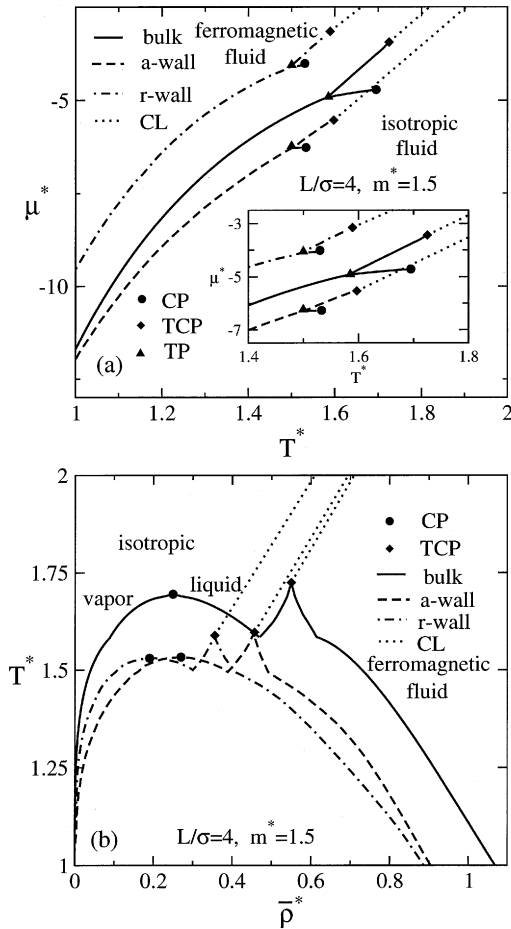 bulk
a-wall
r-wall
CL
ferromagnetic
fluid
isotropic
fluid
L/σ=4, m*=1.5
-5
-10
μ*
CP
TCP
TP
(a)
-3
-5
-7
μ*
1.4
1.6
1.8
T*
1
1.2
1.4
1.6
1.8
2
T*
2
1.75
1.5
1.25
1
T*
isotropic
vapor
liquid
CP
TCP
bulk
a-wall
r-wall
CL
ferromagnetic
fluid
(b)
L/σ=4, m*=1.5
0
0.2
0.4
0.6
0.8
1
ρ̄*